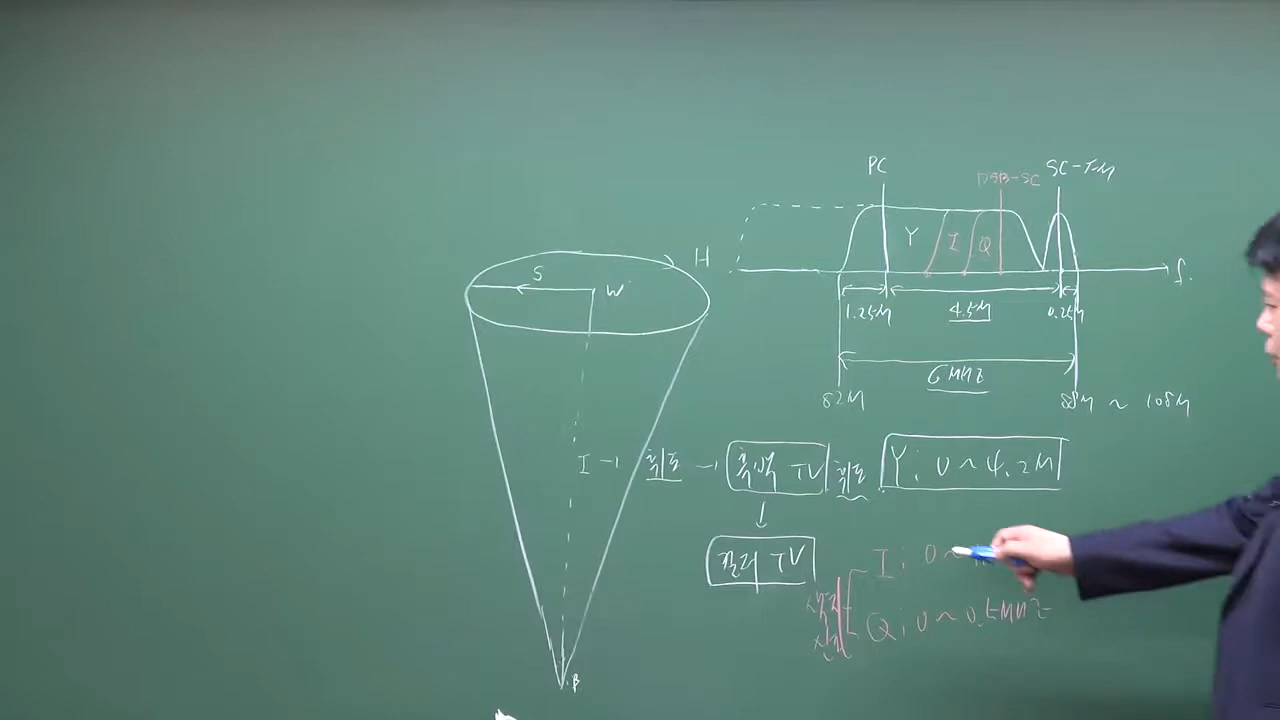 PC
DSB-SC
SC-FM
Y I Q
f.
H
S
W
1.25M
4.5M
0.25M
6MHz
82M
88M ~ 108M
I → 휘도 → 흑백 TV 휘도 Y ; 0 ~ 4.2M
↓
컬러 TV
I ; 0 ~
Q ; 0 ~ 0.5MHz
B